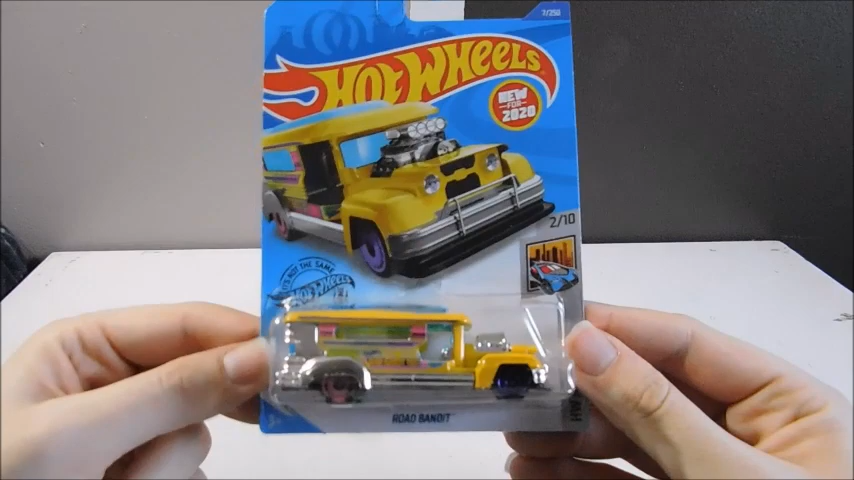 7/250
HOT WHEELS
NEW
FOR
2020
2/10
IT'S NOT THE SAME
HOT WHEELS
ROAD BANDIT